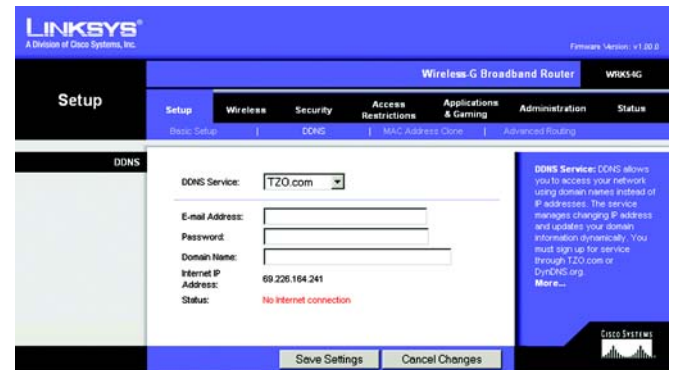 LINKSYS®
A Division of Cisco Systems, Inc.
Firmware Version: v1.00.0
Wireless-G Broadband Router WRK54G
Setup
Setup Wireless Security Access Restrictions Applications & Gaming Administration Status
Basic Setup | DDNS | MAC Address Clone | Advanced Routing
DDNS
DDNS Service: TZO.com
E-mail Address:
Password:
Domain Name:
Internet IP
Address: 69.226.164.241
Status: No Internet connection
DDNS Service: DDNS allows
you to access your network
using domain names instead of
IP addresses. The service
manages changing IP address
and updates your domain
information dynamically. You
must sign up for service
through TZO.com or
DynDNS.org.
More...
Save Settings Cancel Changes
CISCO SYSTEMS